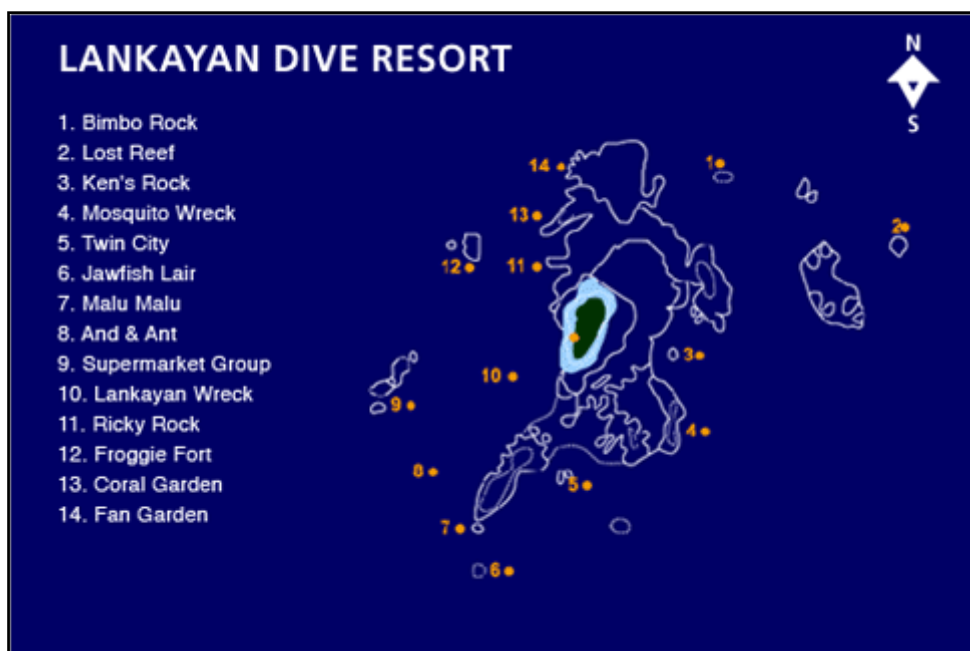 LANKAYAN DIVE RESORT
N
S
1. Bimbo Rock
2. Lost Reef
3. Ken's Rock
4. Mosquito Wreck
5. Twin City
6. Jawfish Lair
7. Malu Malu
8. And & Ant
9. Supermarket Group
10. Lankayan Wreck
11. Ricky Rock
12. Froggie Fort
13. Coral Garden
14. Fan Garden
14
1
13
2
12
11
3
10
9
4
8
5
7
6